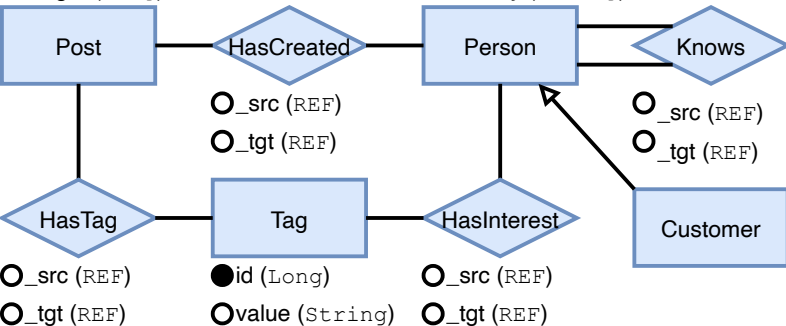 Post
HasCreated
Person
Knows
_src (REF)
_tgt (REF)
_src (REF)
_tgt (REF)
HasTag
Tag
HasInterest
Customer
_src (REF)
_tgt (REF)
id (Long)
value (String)
_src (REF)
_tgt (REF)